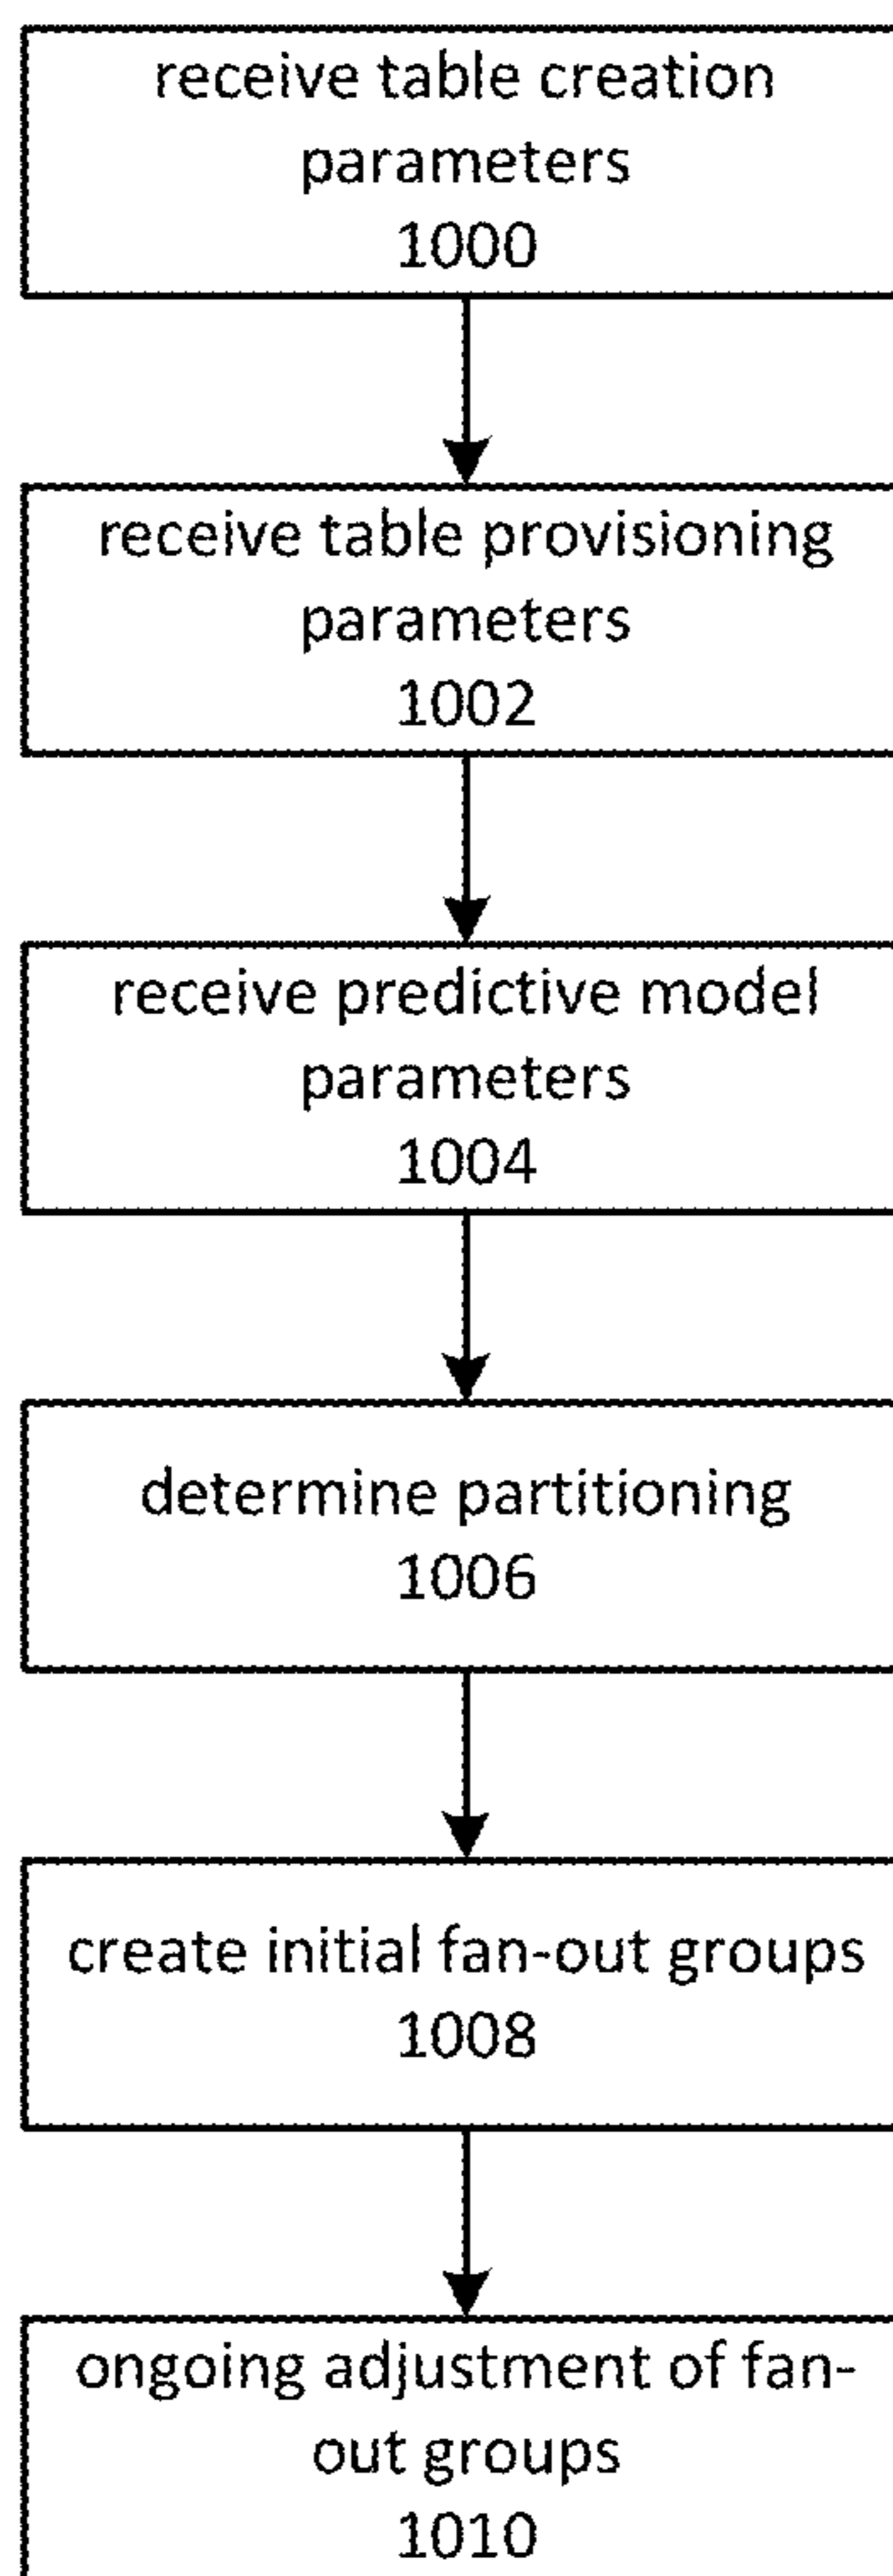 receive table creation
parameters
1000
receive table provisioning
parameters
1002
receive predictive model
parameters
1004
determine partitioning
1006
create initial fan-out groups
1008
ongoing adjustment of fan-
out groups
1010